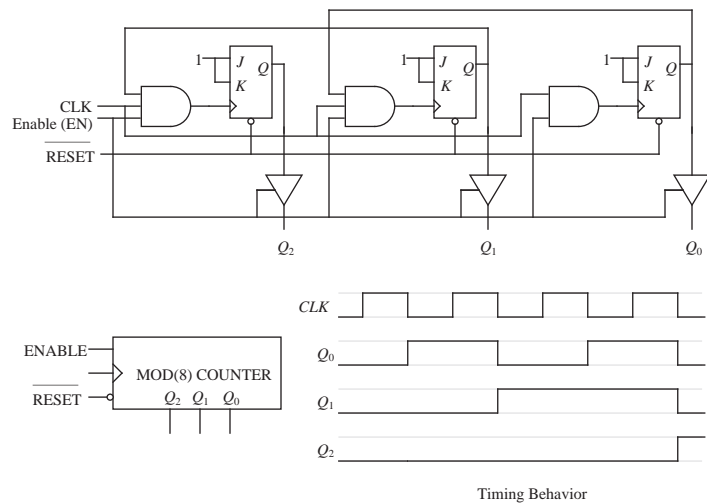 1 J Q K
1 J Q K
1 J Q K
CLK
Enable (EN)
RESET
Q2 Q1 Q0
ENABLE
MOD(8) COUNTER
RESET
Q2 Q1 Q0
CLK
Q0
Q1
Q2
Timing Behavior